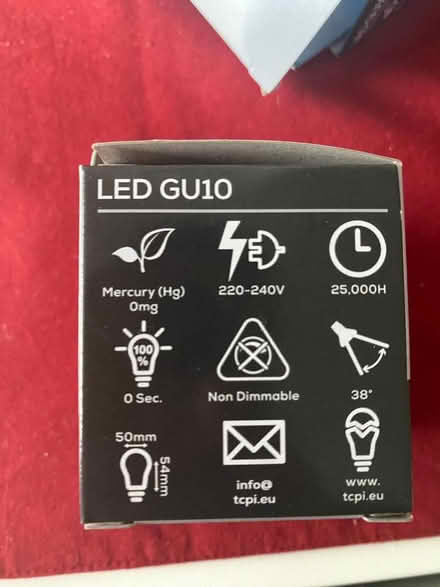 LED GU10
Mercury (Hg)
0mg
220-240V
25,000H
100
%
0 Sec.
Non Dimmable
38°
50mm
54mm
info@
tcpi.eu
www.
tcpi.eu